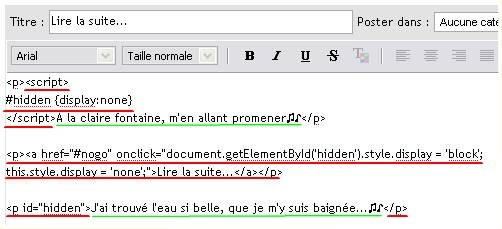 Titre : Lire la suite... Poster dans : Aucune caté
Arial Taille normale B I U S T
<p><script>
#hidden {display:none}
</script>A la claire fontaine, m'en allant promener♫♪</p>
<p><a href="#nogo" onclick="document.getElementById('hidden').style.display = 'block';
this.style.display = 'none';">Lire la suite...</a></p>
<p id="hidden">J'ai trouvé l'eau si belle, que je m'y suis baignée...♫♪</p>